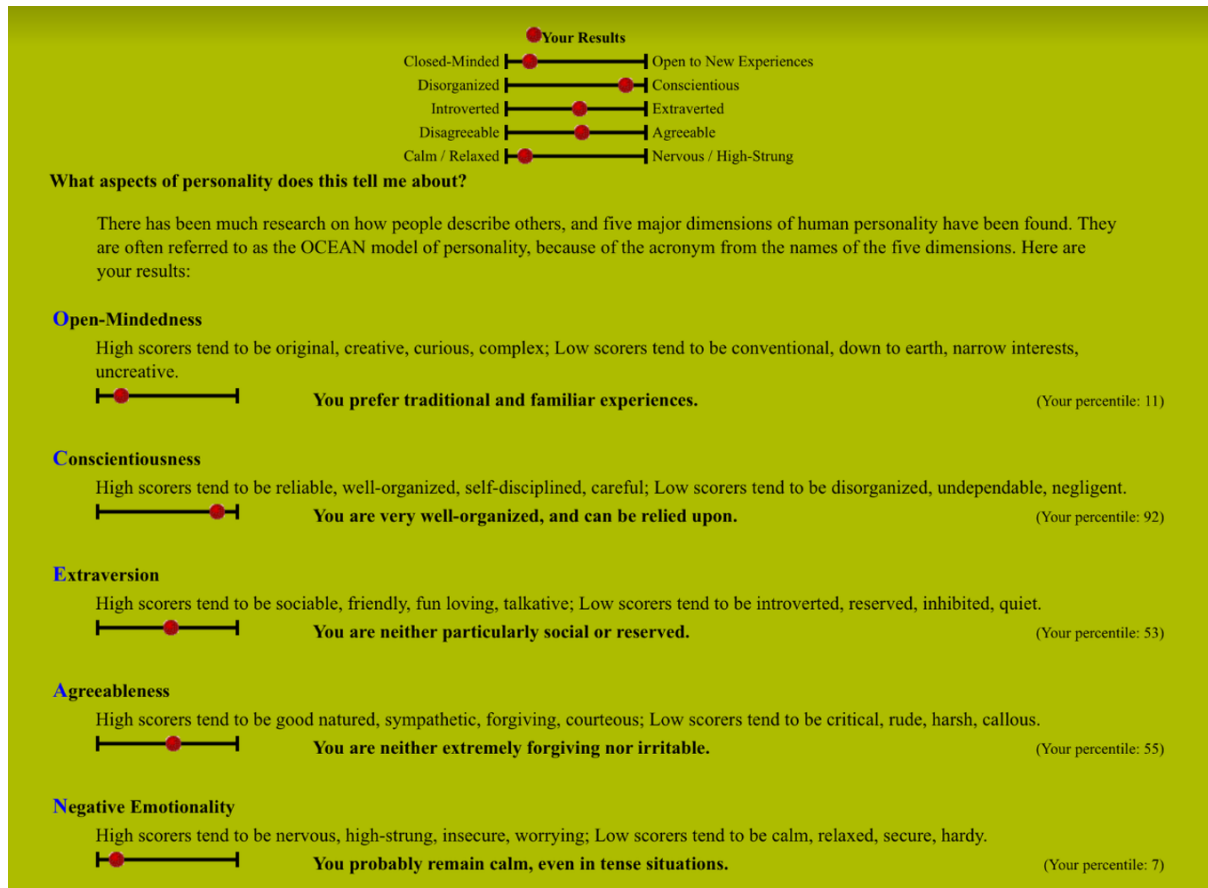 Your Results
Closed-Minded Open to New Experiences
Disorganized Conscientious
Introverted Extraverted
Disagreeable Agreeable
Calm / Relaxed Nervous / High-Strung
What aspects of personality does this tell me about?
There has been much research on how people describe others, and five major dimensions of human personality have been found. They
are often referred to as the OCEAN model of personality, because of the acronym from the names of the five dimensions. Here are
your results:
Open-Mindedness
High scorers tend to be original, creative, curious, complex; Low scorers tend to be conventional, down to earth, narrow interests,
uncreative.
You prefer traditional and familiar experiences. (Your percentile: 11)
Conscientiousness
High scorers tend to be reliable, well-organized, self-disciplined, careful; Low scorers tend to be disorganized, undependable, negligent.
You are very well-organized, and can be relied upon. (Your percentile: 92)
Extraversion
High scorers tend to be sociable, friendly, fun loving, talkative; Low scorers tend to be introverted, reserved, inhibited, quiet.
You are neither particularly social or reserved. (Your percentile: 53)
Agreeableness
High scorers tend to be good natured, sympathetic, forgiving, courteous; Low scorers tend to be critical, rude, harsh, callous.
You are neither extremely forgiving nor irritable. (Your percentile: 55)
Negative Emotionality
High scorers tend to be nervous, high-strung, insecure, worrying; Low scorers tend to be calm, relaxed, secure, hardy.
You probably remain calm, even in tense situations. (Your percentile: 7)